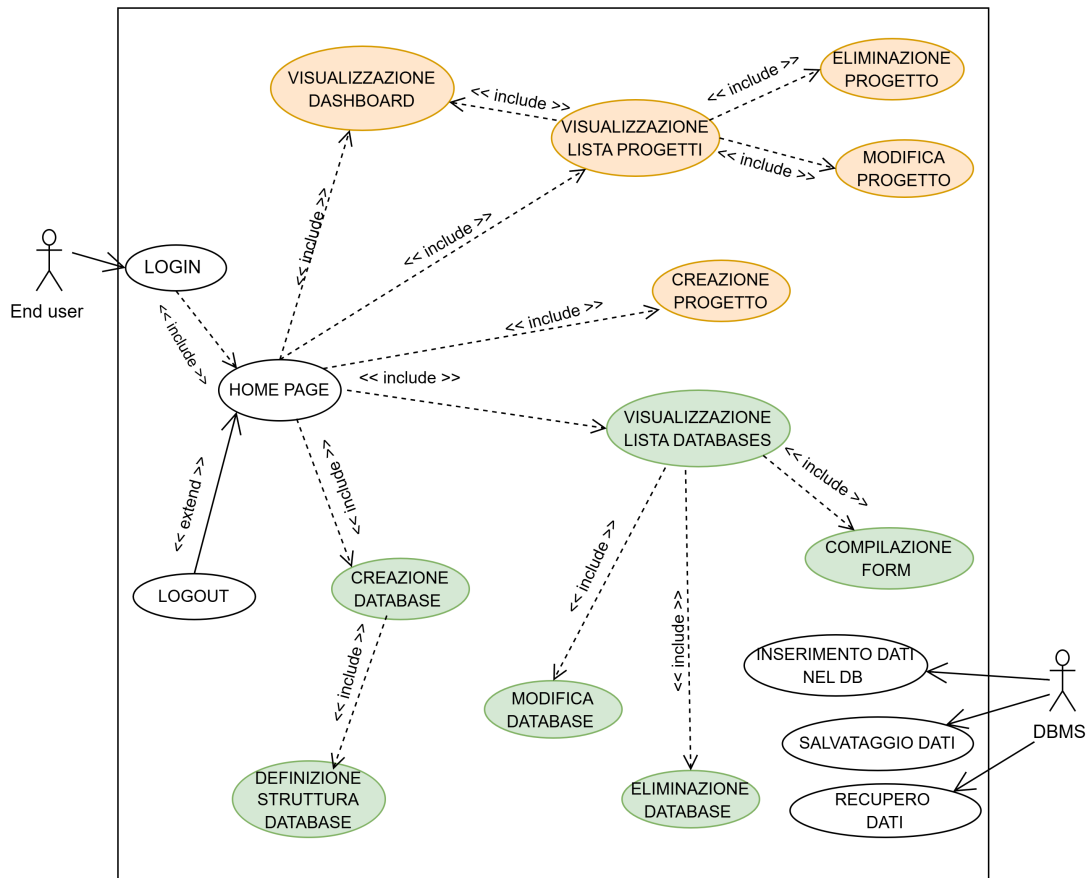 VISUALIZZAZIONE
DASHBOARD
<< include >>
VISUALIZZAZIONE
LISTA PROGETTI
<< include >>
ELIMINAZIONE
PROGETTO
<< include >>
MODIFICA
PROGETTO
<< include >>
<< include >>
End user
LOGIN
<< include >>
CREAZIONE
PROGETTO
<< include >>
HOME PAGE
<< include >>
VISUALIZZAZIONE
LISTA DATABASES
<< include >>
<< include >>
COMPILAZIONE
FORM
<< extend >>
LOGOUT
CREAZIONE
DATABASE
<< include >>
<< include >>
<< include >>
MODIFICA
DATABASE
DEFINIZIONE
STRUTTURA
DATABASE
ELIMINAZIONE
DATABASE
INSERIMENTO DATI
NEL DB
SALVATAGGIO DATI
RECUPERO
DATI
DBMS